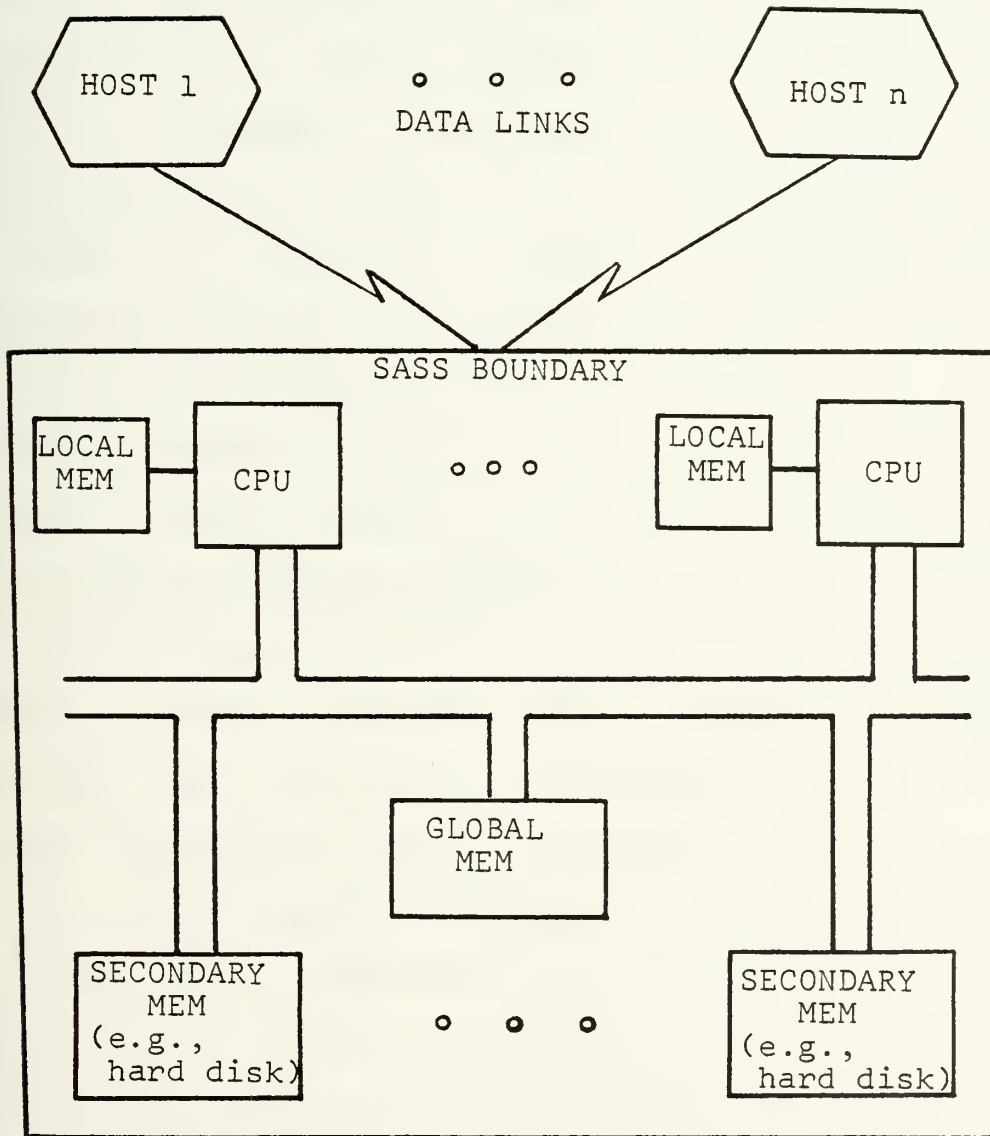 HOST 1
HOST n
DATA LINKS
SASS BOUNDARY
LOCAL
MEM
CPU
LOCAL
MEM
CPU
GLOBAL
MEM
SECONDARY
MEM
(e.g.,
hard disk)
SECONDARY
MEM
(e.g.,
hard disk)